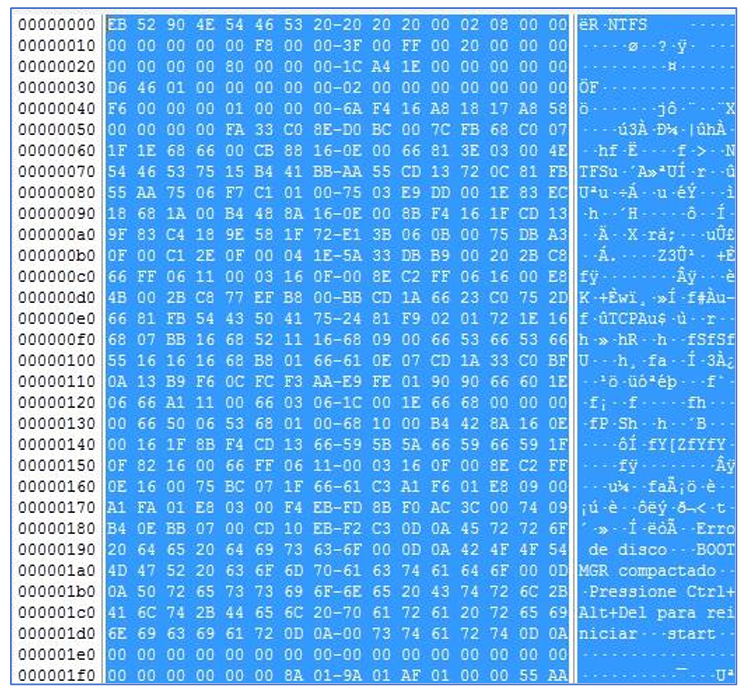 00000000 EB 52 90 4E 54 46 53 20-20 20 20 00 02 08 00 00 ëR·NTFS ·····
00000010 00 00 00 00 00 F8 00 00-3F 00 FF 00 20 00 00 00 ·····ø··?·ÿ· ···
00000020 00 00 00 00 80 00 00 00-1C A4 1E 00 00 00 00 00 ·········¤······
00000030 D6 46 01 00 00 00 00 00-02 00 00 00 00 00 00 00 ÖF··············
00000040 F6 00 00 00 01 00 00 00-6A F4 16 A8 18 17 A8 58 ö·······jô·¨··¨X
00000050 00 00 00 00 FA 33 C0 8E-D0 BC 00 7C FB 68 C0 07 ····ú3À·Ð¼·|ûhÀ·
00000060 1F 1E 68 66 00 CB 88 16-0E 00 66 81 3E 03 00 4E ··hf·Ë····f·>··N
00000070 54 46 53 75 15 B4 41 BB-AA 55 CD 13 72 0C 81 FB TFSu·´A»ªUÍ·r··û
00000080 55 AA 75 06 F7 C1 01 00-75 03 E9 DD 00 1E 83 EC Uªu·÷Á··u·éÝ···ì
00000090 18 68 1A 00 B4 48 8A 16-0E 00 8B F4 16 1F CD 13 ·h··´H·····ô··Í·
000000a0 9F 83 C4 18 9E 58 1F 72-E1 3B 06 0B 00 75 DB A3 ··Ä··X·rá;···uÛ£
000000b0 0F 00 C1 2E 0F 00 04 1E-5A 33 DB B9 00 20 2B C8 ··Á.····Z3Û¹· +È
000000c0 66 FF 06 11 00 03 16 0F-00 8E C2 FF 06 16 00 E8 fÿ········Âÿ···è
000000d0 4B 00 2B C8 77 EF B8 00-BB CD 1A 66 23 C0 75 2D K·+Èwï¸·»Í·f#Àu-
000000e0 66 81 FB 54 43 50 41 75-24 81 F9 02 01 72 1E 16 f·ûTCPAu$·ù··r··
000000f0 68 07 BB 16 68 52 11 16-68 09 00 66 53 66 53 66 h·»·hR··h··fSfSf
00000100 55 16 16 16 68 B8 01 66-61 0E 07 CD 1A 33 C0 BF U···h¸·fa··Í·3À¿
00000110 0A 13 B9 F6 0C FC F3 AA-E9 FE 01 90 90 66 60 1E ··¹ö·üóªéþ···f`·
00000120 06 66 A1 11 00 66 03 06-1C 00 1E 66 68 00 00 00 ·f¡··f·····fh···
00000130 00 66 50 06 53 68 01 00-68 10 00 B4 42 8A 16 0E ·fP·Sh··h··´B···
00000140 00 16 1F 8B F4 CD 13 66-59 5B 5A 66 59 66 59 1F ····ôÍ·fY[ZfYfY·
00000150 0F 82 16 00 66 FF 06 11-00 03 16 0F 00 8E C2 FF ····fÿ········Âÿ
00000160 0E 16 00 75 BC 07 1F 66-61 C3 A1 F6 01 E8 09 00 ···u¼··faÃ¡ö·è··
00000170 A1 FA 01 E8 03 00 F4 EB-FD 8B F0 AC 3C 00 74 09 ¡ú·è··ôëý·ð¬<·t·
00000180 B4 0E BB 07 00 CD 10 EB-F2 C3 0D 0A 45 72 72 6F ´·»··Í·ëòÃ··Erro
00000190 20 64 65 20 64 69 73 63-6F 00 0D 0A 42 4F 4F 54 de disco···BOOT
000001a0 4D 47 52 20 63 6F 6D 70-61 63 74 61 64 6F 00 0D MGR compactado··
000001b0 0A 50 72 65 73 73 69 6F-6E 65 20 43 74 72 6C 2B ·Pressione Ctrl+
000001c0 41 6C 74 2B 44 65 6C 20-70 61 72 61 20 72 65 69 Alt+Del para rei
000001d0 6E 69 63 69 61 72 0D 0A-00 73 74 61 72 74 0D 0A niciar···start··
000001e0 00 00 00 00 00 00 00 00-00 00 00 00 00 00 00 00 ················
000001f0 00 00 00 00 00 00 8A 01-9A 01 AF 01 00 00 55 AA ··········¯···Uª